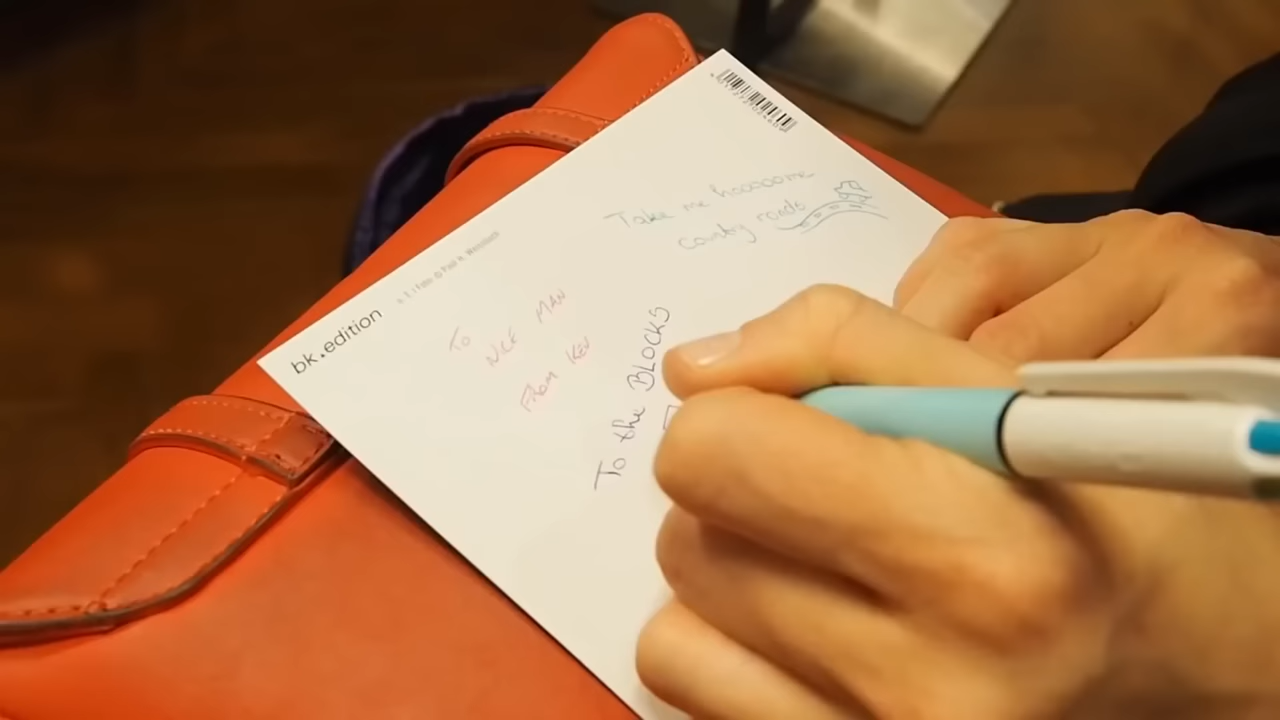 Take me hooooome
country roads
TO
NICE MAN
FROM KEV
To the BLOCKS
bk.edition